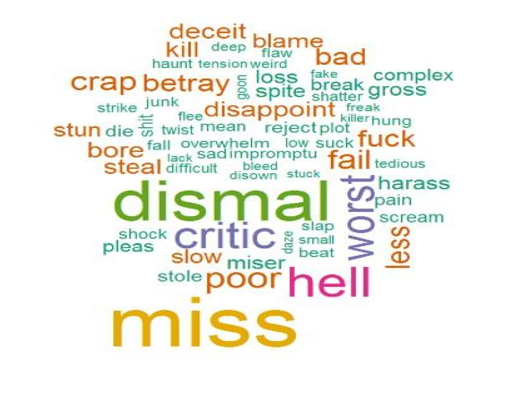 deceit
kill deep blame
flaw bad
haunt tension weird
crap betray goon loss fake complex
spite break gross
shatter
strike junk disappoint freak
flee killer hung
stun die shit twist mean reject plot fuck
bore fall overwhelm low suck
lack sad impromptu fail tedious
steal difficult bleed
disown stuck
dismal worst harass
pain
scream
shock critic daze slap less
pleas small
slow miser beat
stole poor hell
miss